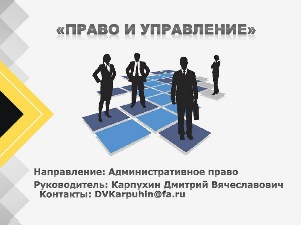 «ПРАВО И УПРАВЛЕНИЕ»
Направление: Административное право
Руководитель: Карпухин Дмитрий Вячеславович
Контакты: DVKarpuhin@fa.ru